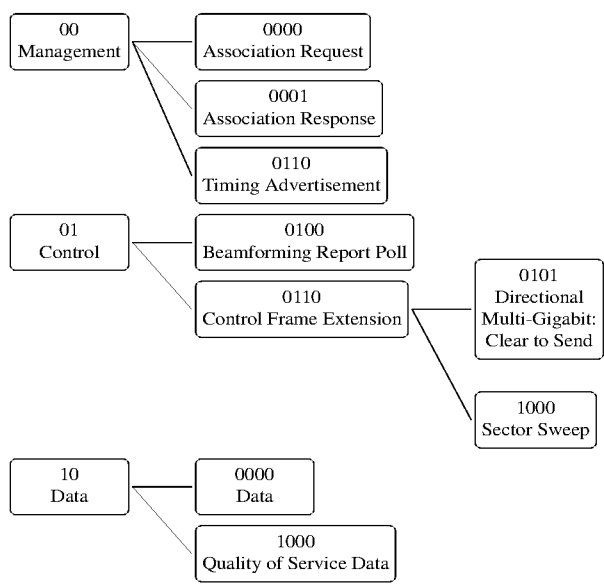 00
Management
0000
Association Request
0001
Association Response
0110
Timing Advertisement
01
Control
0100
Beamforming Report Poll
0110
Control Frame Extension
0101
Directional
Multi-Gigabit:
Clear to Send
1000
Sector Sweep
10
Data
0000
Data
1000
Quality of Service Data